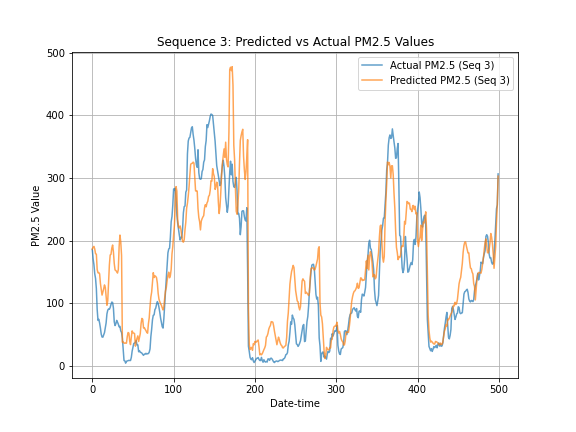 Sequence 3: Predicted vs Actual PM2.5 Values
Actual PM2.5 (Seq 3)
Predicted PM2.5 (Seq 3)
500
400
300
200
100
0
PM2.5 Value
0 100 200 300 400 500
Date-time